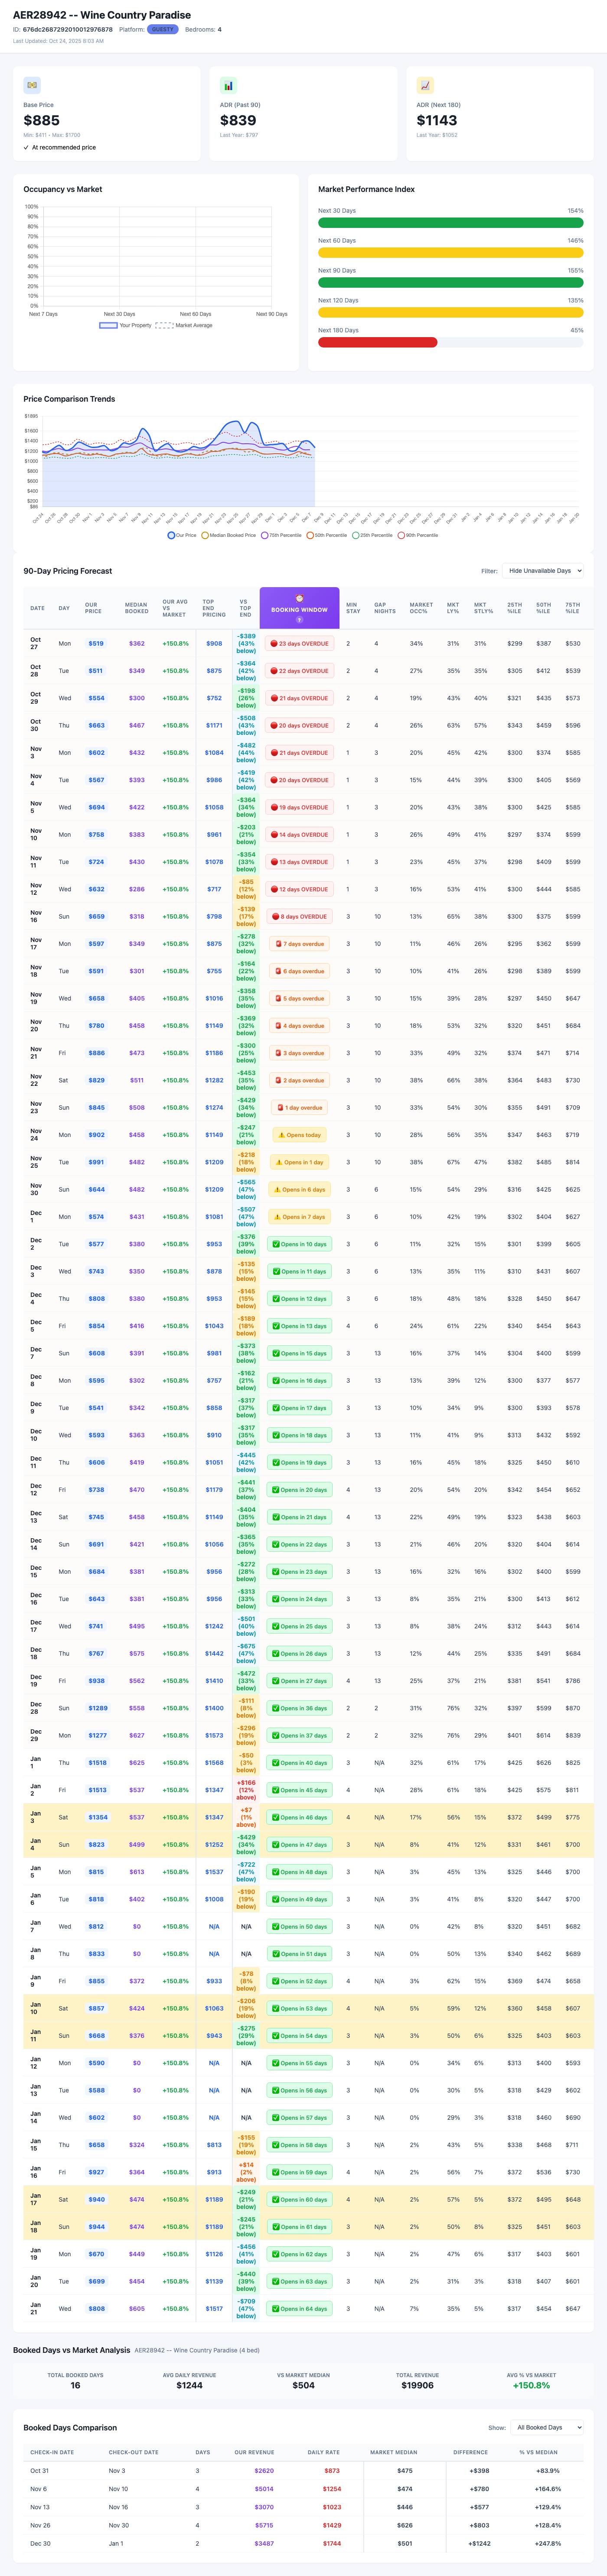 AER28942 -- Wine Country Paradise
ID: 676dc2687292010012976878 Platform: GUESTY Bedrooms: 4
Last Updated: Oct 24, 2025 8:03 AM
Base Price
$885
Min: $411 - Max: $1700
✓ At recommended price
ADR (Past 90)
$839
Last Year: $797
ADR (Next 180)
$1143
Last Year: $1052
Occupancy vs Market
100%
90%
80%
70%
60%
50%
40%
30%
20%
10%
0%
Next 7 Days Next 30 Days Next 60 Days Next 90 Days
Your Property Market Average
Market Performance Index
Next 30 Days 154%
Next 60 Days 146%
Next 90 Days 155%
Next 120 Days 135%
Next 180 Days 45%
Price Comparison Trends
Our Price Median Booked Price 75th Percentile 50th Percentile 25th Percentile 90th Percentile
90-Day Pricing Forecast
Filter: Hide Unavailable Days
DATE DAY OUR PRICE MEDIAN BOOKED OUR AVG VS MARKET TOP END PRICING VS TOP END BOOKING WINDOW MIN STAY GAP NIGHTS MARKET OCC% MKT LY% MKT STLY% 25TH %ILE 50TH %ILE 75TH %ILE
Oct 27 Mon $519 $362 +150.8% $908 -$389 (43% below) 23 days OVERDUE 2 4 34% 31% 31% $299 $387 $530
Oct 28 Tue $511 $349 +150.8% $875 -$364 (42% below) 22 days OVERDUE 2 4 27% 35% 35% $305 $412 $539
Oct 29 Wed $554 $300 +150.8% $752 -$198 (26% below) 21 days OVERDUE 2 4 19% 43% 40% $321 $435 $573
Oct 30 Thu $663 $467 +150.8% $1171 -$508 (43% below) 20 days OVERDUE 2 4 26% 63% 57% $343 $459 $596
Nov 3 Mon $602 $432 +150.8% $1084 -$482 (44% below) 21 days OVERDUE 1 3 20% 45% 42% $300 $374 $585
Nov 4 Tue $567 $393 +150.8% $986 -$419 (42% below) 20 days OVERDUE 1 3 15% 44% 39% $300 $405 $569
Nov 5 Wed $694 $422 +150.8% $1058 -$364 (34% below) 19 days OVERDUE 1 3 20% 43% 38% $300 $425 $585
Nov 10 Mon $758 $383 +150.8% $961 -$203 (21% below) 14 days OVERDUE 1 3 26% 49% 41% $297 $374 $599
Nov 11 Tue $724 $430 +150.8% $1078 -$354 (33% below) 13 days OVERDUE 1 3 23% 45% 37% $298 $409 $599
Nov 12 Wed $632 $286 +150.8% $717 -$85 (12% below) 12 days OVERDUE 1 3 16% 53% 41% $300 $444 $585
Nov 16 Sun $659 $318 +150.8% $798 -$139 (17% below) 8 days OVERDUE 3 10 13% 65% 38% $300 $375 $599
Nov 17 Mon $597 $349 +150.8% $875 -$278 (32% below) 7 days overdue 3 10 11% 46% 26% $295 $362 $599
Nov 18 Tue $591 $301 +150.8% $755 -$164 (22% below) 6 days overdue 3 10 10% 41% 26% $298 $389 $599
Nov 19 Wed $658 $405 +150.8% $1016 -$358 (35% below) 5 days overdue 3 10 15% 39% 28% $297 $450 $647
Nov 20 Thu $780 $458 +150.8% $1149 -$369 (32% below) 4 days overdue 3 10 18% 53% 32% $320 $451 $684
Nov 21 Fri $886 $473 +150.8% $1186 -$300 (25% below) 3 days overdue 3 10 33% 49% 32% $374 $471 $714
Nov 22 Sat $829 $511 +150.8% $1282 -$453 (35% below) 2 days overdue 3 10 38% 66% 38% $364 $483 $730
Nov 23 Sun $845 $508 +150.8% $1274 -$429 (34% below) 1 day overdue 3 10 33% 54% 30% $355 $491 $709
Nov 24 Mon $902 $458 +150.8% $1149 -$247 (21% below) Opens today 3 10 28% 56% 35% $347 $463 $719
Nov 25 Tue $991 $482 +150.8% $1209 -$218 (18% below) Opens in 1 day 3 10 38% 67% 47% $382 $485 $814
Nov 30 Sun $644 $482 +150.8% $1209 -$565 (47% below) Opens in 6 days 3 6 15% 54% 29% $316 $425 $625
Dec 1 Mon $574 $431 +150.8% $1081 -$507 (47% below) Opens in 7 days 3 6 10% 42% 19% $302 $404 $627
Dec 2 Tue $577 $380 +150.8% $953 -$376 (39% below) Opens in 10 days 3 6 11% 32% 15% $301 $399 $605
Dec 3 Wed $743 $350 +150.8% $878 -$135 (15% below) Opens in 11 days 3 6 13% 35% 11% $310 $431 $607
Dec 4 Thu $808 $380 +150.8% $953 -$145 (15% below) Opens in 12 days 3 6 18% 48% 18% $328 $450 $647
Dec 5 Fri $854 $416 +150.8% $1043 -$189 (18% below) Opens in 13 days 4 6 24% 61% 22% $340 $454 $643
Dec 7 Sun $608 $391 +150.8% $981 -$373 (38% below) Opens in 15 days 3 13 16% 37% 14% $304 $400 $599
Dec 8 Mon $595 $302 +150.8% $757 -$162 (21% below) Opens in 16 days 3 13 13% 39% 12% $300 $377 $577
Dec 9 Tue $541 $342 +150.8% $858 -$317 (37% below) Opens in 17 days 3 13 10% 34% 9% $300 $393 $578
Dec 10 Wed $593 $363 +150.8% $910 -$317 (35% below) Opens in 18 days 3 13 11% 41% 9% $313 $432 $592
Dec 11 Thu $606 $419 +150.8% $1051 -$445 (42% below) Opens in 19 days 3 13 16% 45% 18% $325 $450 $610
Dec 12 Fri $738 $470 +150.8% $1179 -$441 (37% below) Opens in 20 days 4 13 20% 54% 20% $342 $454 $652
Dec 13 Sat $745 $458 +150.8% $1149 -$404 (35% below) Opens in 21 days 4 13 22% 49% 19% $323 $438 $603
Dec 14 Sun $691 $421 +150.8% $1056 -$365 (35% below) Opens in 22 days 3 13 21% 46% 20% $320 $404 $614
Dec 15 Mon $684 $381 +150.8% $956 -$272 (28% below) Opens in 23 days 3 13 16% 32% 16% $302 $400 $599
Dec 16 Tue $643 $381 +150.8% $956 -$313 (33% below) Opens in 24 days 3 13 8% 35% 21% $300 $413 $612
Dec 17 Wed $741 $495 +150.8% $1242 -$501 (40% below) Opens in 25 days 3 13 8% 38% 24% $312 $443 $614
Dec 18 Thu $767 $575 +150.8% $1442 -$675 (47% below) Opens in 26 days 3 13 12% 44% 25% $335 $491 $684
Dec 19 Fri $938 $562 +150.8% $1410 -$472 (33% below) Opens in 27 days 4 13 25% 37% 21% $381 $541 $786
Dec 28 Sun $1289 $558 +150.8% $1400 -$111 (8% below) Opens in 36 days 2 2 31% 76% 32% $397 $599 $870
Dec 29 Mon $1277 $627 +150.8% $1573 -$296 (19% below) Opens in 37 days 2 2 32% 76% 29% $401 $614 $839
Jan 1 Thu $1518 $625 +150.8% $1568 -$50 (3% below) Opens in 40 days 3 N/A 32% 61% 17% $425 $626 $825
Jan 2 Fri $1513 $537 +150.8% $1347 +$166 (12% above) Opens in 45 days 4 N/A 28% 61% 18% $425 $575 $811
Jan 3 Sat $1354 $537 +150.8% $1347 +$7 (1% above) Opens in 46 days 4 N/A 17% 56% 15% $372 $499 $775
Jan 4 Sun $823 $499 +150.8% $1252 -$429 (34% below) Opens in 47 days 3 N/A 8% 41% 12% $331 $461 $700
Jan 5 Mon $815 $613 +150.8% $1537 -$722 (47% below) Opens in 48 days 3 N/A 3% 45% 13% $325 $446 $700
Jan 6 Tue $818 $402 +150.8% $1008 -$190 (19% below) Opens in 49 days 3 N/A 3% 41% 8% $320 $447 $700
Jan 7 Wed $812 $0 +150.8% N/A N/A Opens in 50 days 3 N/A 0% 42% 8% $320 $451 $682
Jan 8 Thu $833 $0 +150.8% N/A N/A Opens in 51 days 3 N/A 0% 50% 13% $340 $462 $689
Jan 9 Fri $855 $372 +150.8% $933 -$78 (8% below) Opens in 52 days 4 N/A 3% 62% 15% $369 $474 $658
Jan 10 Sat $857 $424 +150.8% $1063 -$206 (19% below) Opens in 53 days 4 N/A 5% 59% 12% $360 $458 $607
Jan 11 Sun $668 $376 +150.8% $943 -$275 (29% below) Opens in 54 days 3 N/A 3% 50% 6% $325 $403 $603
Jan 12 Mon $590 $0 +150.8% N/A N/A Opens in 55 days 3 N/A 0% 34% 6% $313 $400 $593
Jan 13 Tue $588 $0 +150.8% N/A N/A Opens in 56 days 3 N/A 0% 30% 5% $318 $429 $602
Jan 14 Wed $602 $0 +150.8% N/A N/A Opens in 57 days 3 N/A 0% 29% 3% $318 $460 $690
Jan 15 Thu $658 $324 +150.8% $813 -$155 (19% below) Opens in 58 days 3 N/A 2% 43% 5% $338 $468 $711
Jan 16 Fri $927 $364 +150.8% $913 +$14 (2% above) Opens in 59 days 4 N/A 2% 56% 7% $372 $536 $730
Jan 17 Sat $940 $474 +150.8% $1189 -$249 (21% below) Opens in 60 days 4 N/A 2% 57% 5% $372 $495 $648
Jan 18 Sun $944 $474 +150.8% $1189 -$245 (21% below) Opens in 61 days 3 N/A 2% 50% 8% $325 $451 $603
Jan 19 Mon $670 $449 +150.8% $1126 -$456 (41% below) Opens in 62 days 3 N/A 2% 47% 6% $317 $403 $601
Jan 20 Tue $699 $454 +150.8% $1139 -$440 (39% below) Opens in 63 days 3 N/A 2% 31% 3% $318 $407 $601
Jan 21 Wed $808 $605 +150.8% $1517 -$709 (47% below) Opens in 64 days 3 N/A 7% 35% 5% $317 $454 $647
Booked Days vs Market Analysis AER28942 -- Wine Country Paradise (4 bed)
TOTAL BOOKED DAYS AVG DAILY REVENUE VS MARKET MEDIAN TOTAL REVENUE AVG % VS MARKET
16 $1244 $504 $19906 +150.8%
Booked Days Comparison
Show: All Booked Days
CHECK-IN DATE CHECK-OUT DATE DAYS OUR REVENUE DAILY RATE MARKET MEDIAN DIFFERENCE % VS MEDIAN
Oct 31 Nov 3 3 $2620 $873 $475 +$398 +83.9%
Nov 6 Nov 10 4 $5014 $1254 $474 +$780 +164.6%
Nov 13 Nov 16 3 $3070 $1023 $446 +$577 +129.4%
Nov 26 Nov 30 4 $5715 $1429 $626 +$803 +128.4%
Dec 30 Jan 1 2 $3487 $1744 $501 +$1242 +247.8%